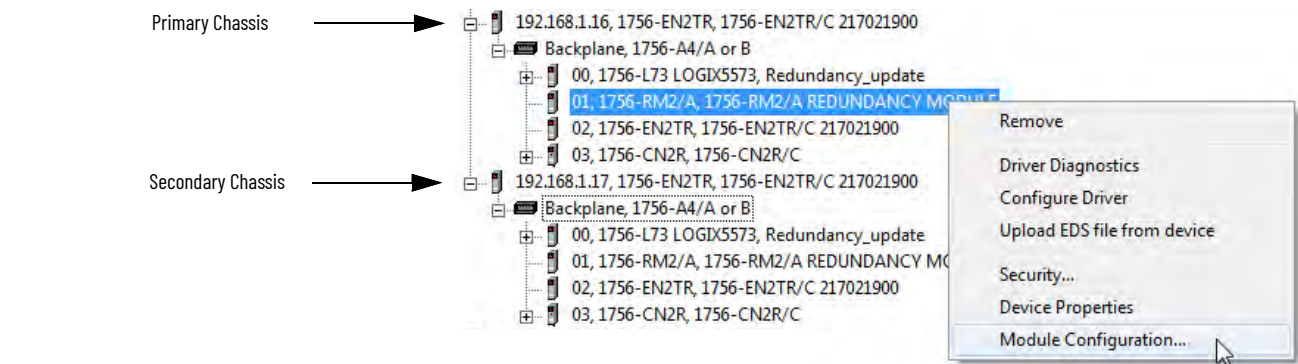 Primary Chassis
192.168.1.16, 1756-EN2TR, 1756-EN2TR/C 217021900
Backplane, 1756-A4/A or B
00, 1756-L73 LOGIX5573, Redundancy_update
01, 1756-RM2/A, 1756-RM2/A REDUNDANCY MODULE
02, 1756-EN2TR, 1756-EN2TR/C 217021900
03, 1756-CN2R, 1756-CN2R/C
Secondary Chassis
192.168.1.17, 1756-EN2TR, 1756-EN2TR/C 217021900
Backplane, 1756-A4/A or B
00, 1756-L73 LOGIX5573, Redundancy_update
01, 1756-RM2/A, 1756-RM2/A REDUNDANCY
02, 1756-EN2TR, 1756-EN2TR/C 217021900
03, 1756-CN2R, 1756-CN2R/C
Remove
Driver Diagnostics
Configure Driver
Upload EDS file from device
Security...
Device Properties
Module Configuration...